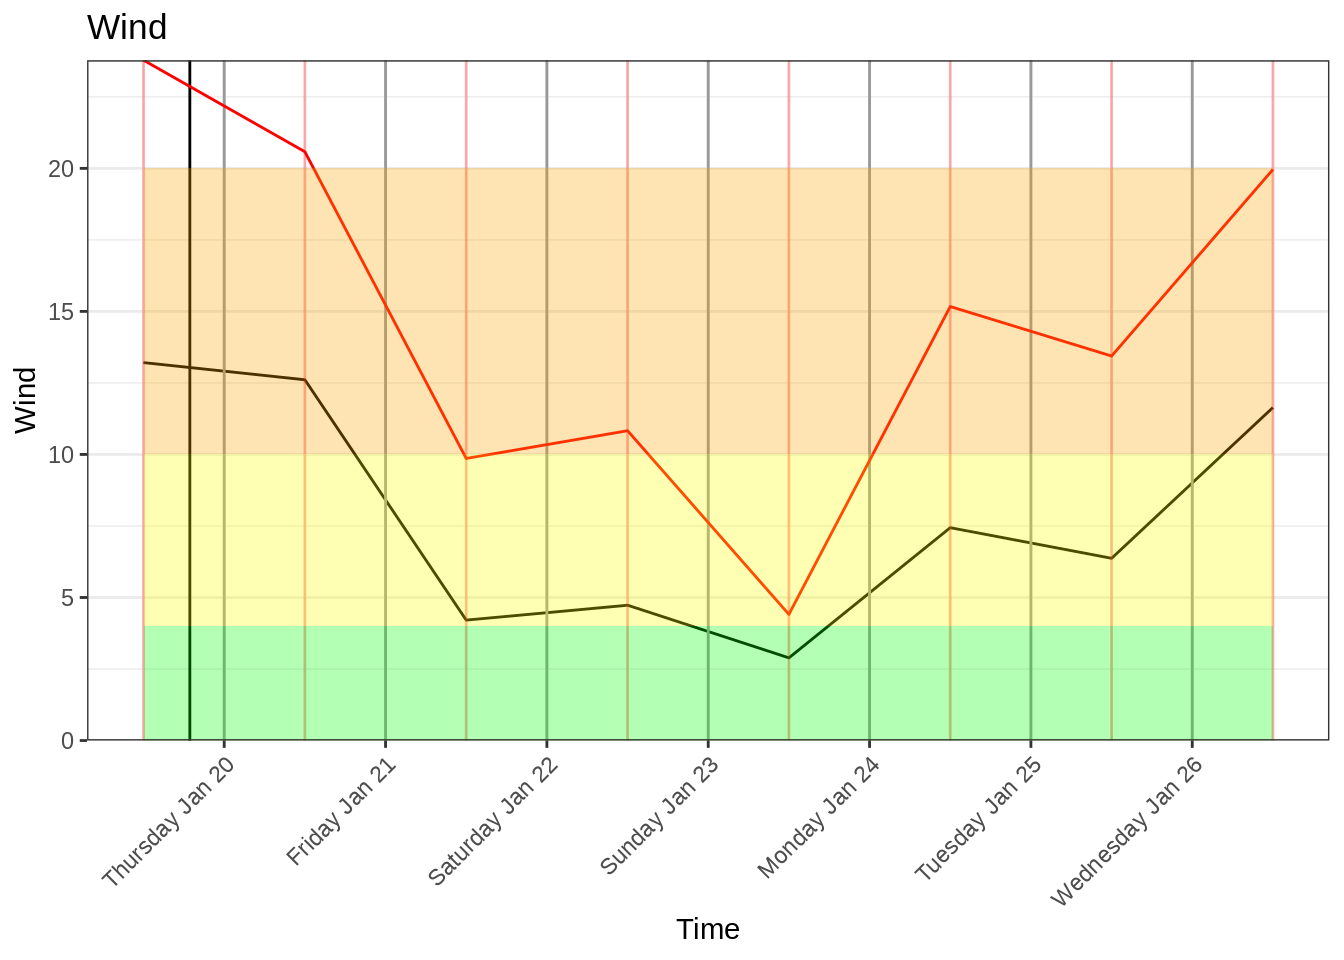 Wind
Wind
20
15
10
5
0
Thursday Jan 20
Friday Jan 21
Saturday Jan 22
Sunday Jan 23
Monday Jan 24
Tuesday Jan 25
Wednesday Jan 26
Time